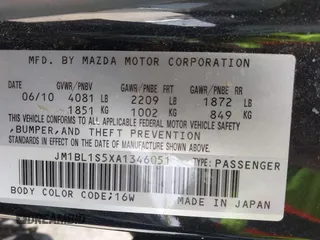 MFD. BY MAZDA MOTOR CORPORATION
GVWR/PNBV GAWR/PNBE FR GAWR/PNBE RR
06/10 4081 LB 2209 LB 1872 LB
1851 KG 1002 KG 849 KG
THIS VEHICLE CONFORMS TO ALL APPLICABLE FEDERAL MOTOR VEHICLE SAFETY
,BUMPER,AND THEFT PREVENTION
STANDARDS IN EFFECT ON THE DATE OF MANUFACTURE SHOWN ABOVE.
JM1BL1S5XA1346051 TYPE:PASSENGER
BODY COLOR CODE;16W MADE IN JAPAN